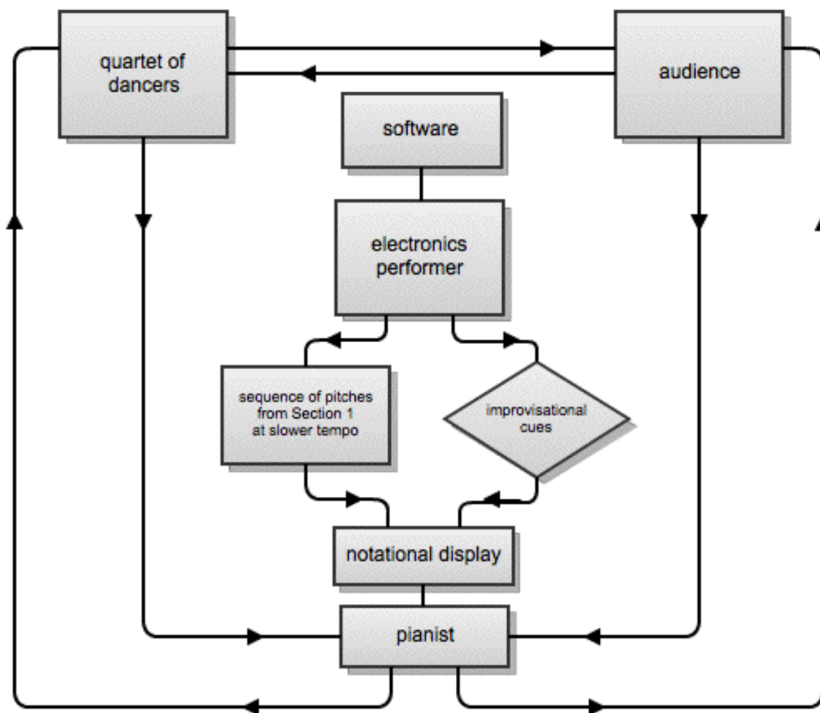 quartet of
dancers
audience
software
electronics
performer
sequence of pitches
from Section 1
at slower tempo
improvisational
cues
notational display
pianist